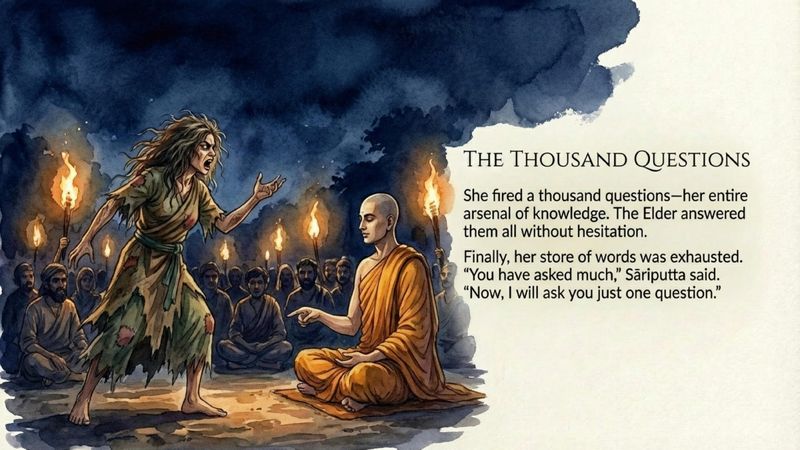 The Thousand Questions
She fired a thousand questions—her entire
arsenal of knowledge. The Elder answered
them all without hesitation.
Finally, her store of words was exhausted.
“You have asked much,” Sāriputta said.
“Now, I will ask you just one question.”